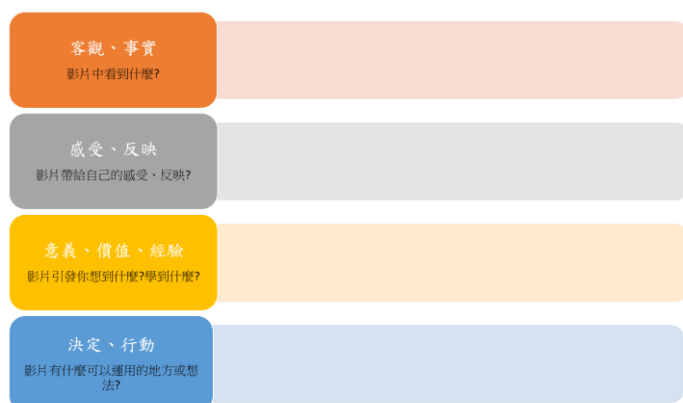 客觀、事實
影片中看到什麼?
感受、反映
影片帶給自己的感受、反映?
意義、價值、經驗
影片引發你想到什麼?學到什麼?
決定、行動
影片有什麼可以運用的地方或想
法?